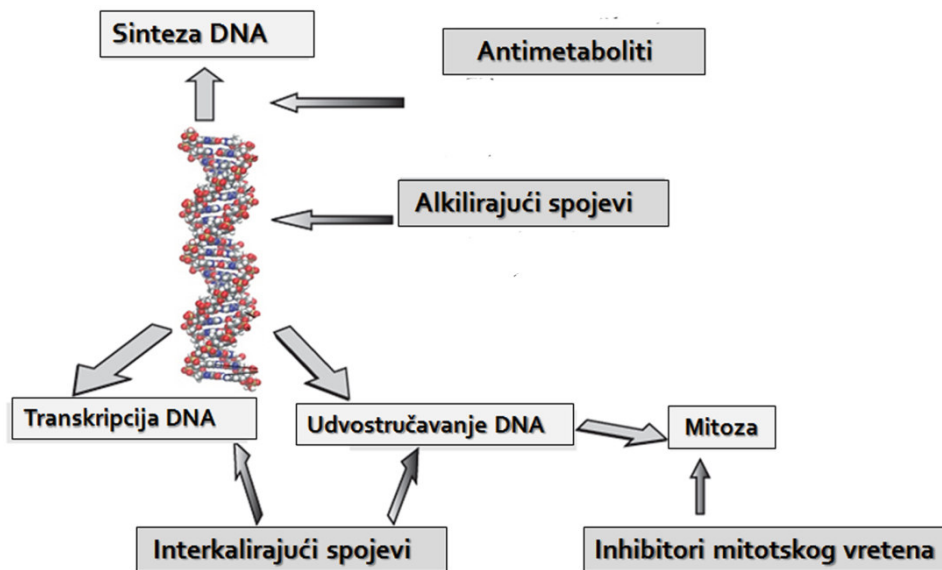 Sinteza DNA
Antimetaboliti
Alkilirajući spojevi
Transkripcija DNA
Udvostručavanje DNA
Mitoza
Interkalirajući spojevi
Inhibitori mitotskog vretena